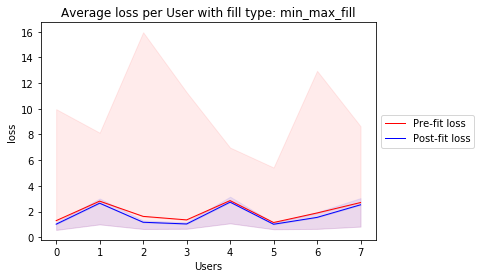 Average loss per User with fill type: min_max_fill
16
14
12
10
8
6
4
2
0
loss
0 1 2 3 4 5 6 7
Users
Pre-fit loss
Post-fit loss